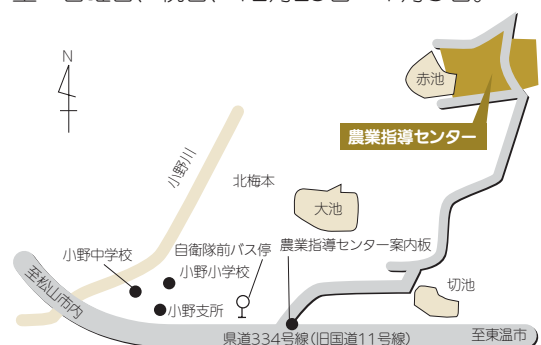 N
赤池
農業指導センター
小野川
北梅本
大池
自衛隊前バス停
農業指導センター案内板
小野中学校
小野小学校
切池
至松山市内
小野支所
県道334号線(旧国道11号線)
至東温市